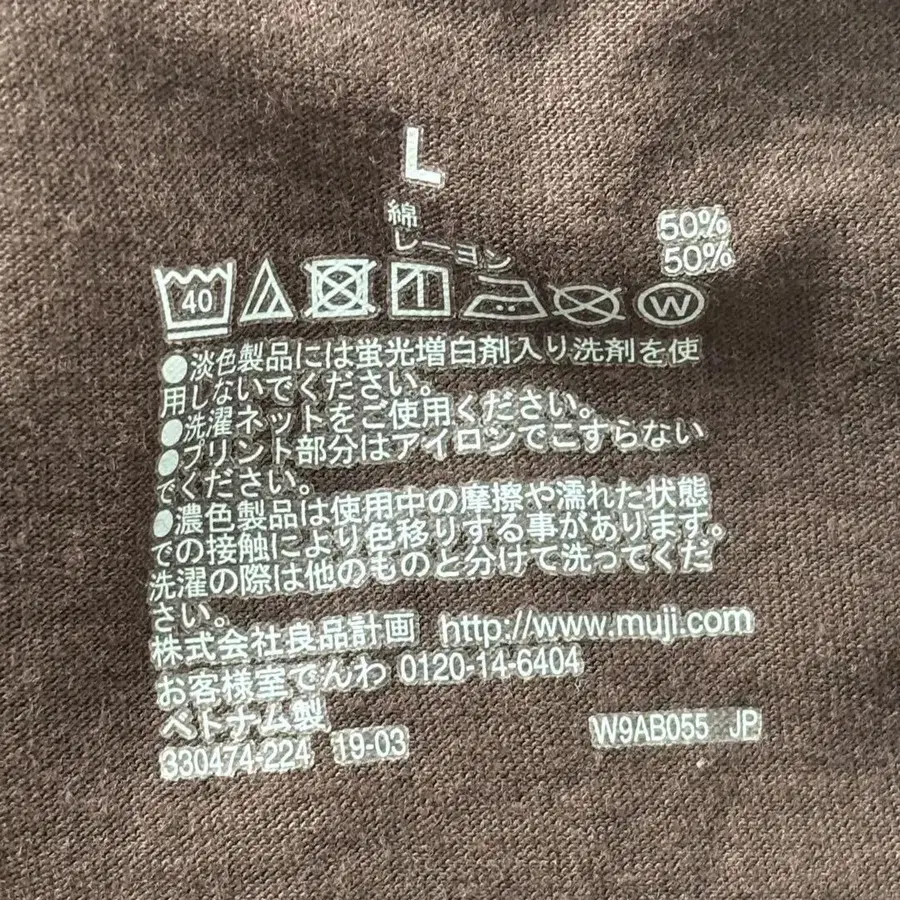 L
綿 50%
レーヨン 50%
40 W
●淡色製品には蛍光増白剤入り洗剤を使
用しないでください。
●洗濯ネットをご使用ください。
●プリント部分はアイロンでこすらない
でください。
●濃色製品は使用中の摩擦や濡れた状態
での接触により色移りする事があります。
洗濯の際は他のものと分けて洗ってくだ
さい。
株式会社良品計画 http://www.muji.com
お客様室でんわ 0120-14-6404
ベトナム製
330474-224 19-03 W9AB055 JP